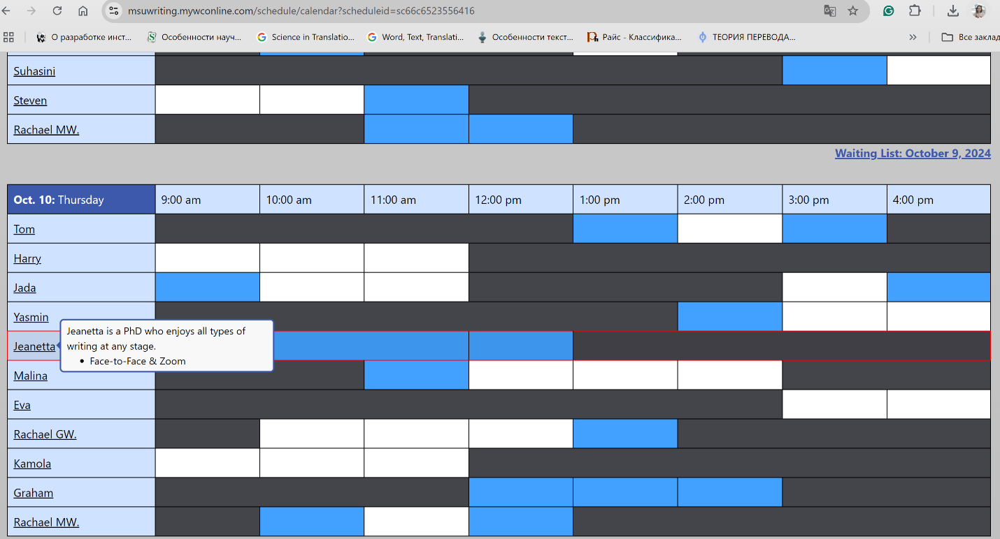 msuwriting.mywconline.com/schedule/calendar?scheduleid=sc66c6523556416
О разработке инст... Особенности науч... Science in Translatio... Word, Text, Translati... Особенности текст... Райс - Классифика... ТЕОРИЯ ПЕРЕВОДА... » Все заклад
Suhasini
Steven
Rachael MW.
Waiting List: October 9, 2024
Oct. 10: Thursday 9:00 am 10:00 am 11:00 am 12:00 pm 1:00 pm 2:00 pm 3:00 pm 4:00 pm
Tom
Harry
Jada
Yasmin
Jeanetta
Jeanetta is a PhD who enjoys all types of
writing at any stage.
• Face-to-Face & Zoom
Malina
Eva
Rachael GW.
Kamola
Graham
Rachael MW.